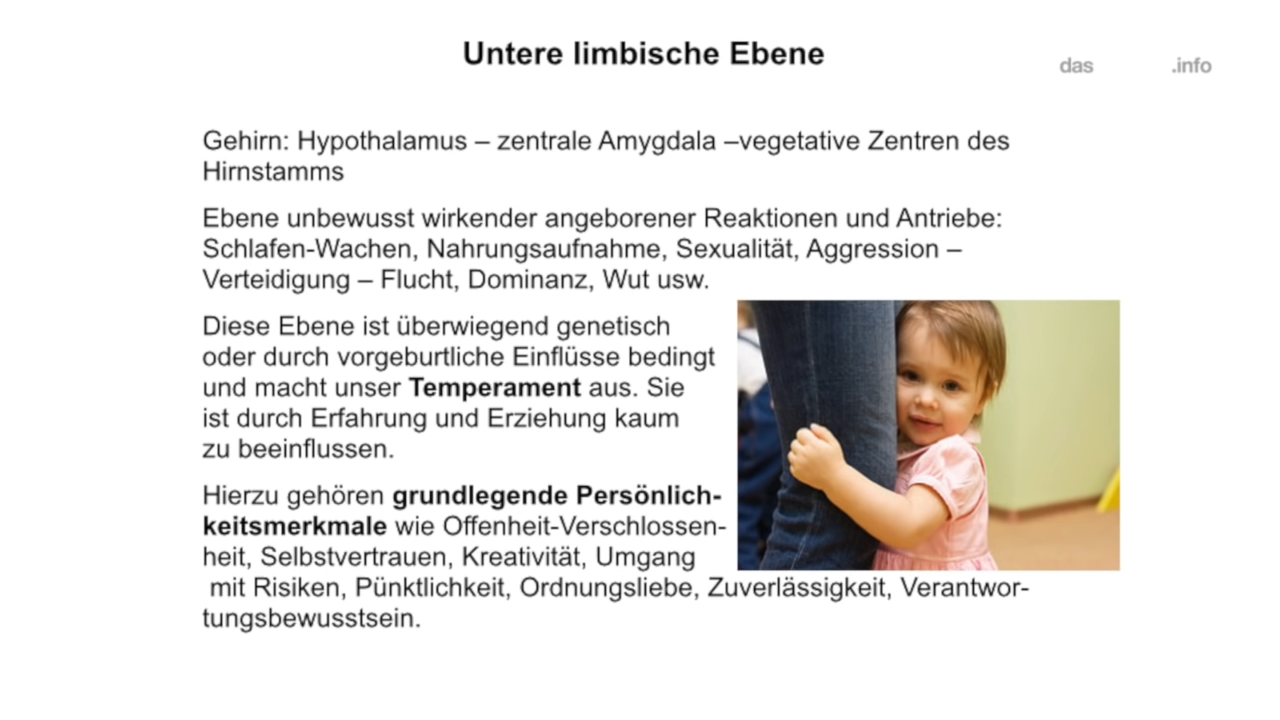 Untere limbische Ebene
das .info
Gehirn: Hypothalamus – zentrale Amygdala –vegetative Zentren des
Hirnstamms
Ebene unbewusst wirkender angeborener Reaktionen und Antriebe:
Schlafen-Wachen, Nahrungsaufnahme, Sexualität, Aggression –
Verteidigung – Flucht, Dominanz, Wut usw.
Diese Ebene ist überwiegend genetisch
oder durch vorgeburtliche Einflüsse bedingt
und macht unser Temperament aus. Sie
ist durch Erfahrung und Erziehung kaum
zu beeinflussen.
Hierzu gehören grundlegende Persönlich-
keitsmerkmale wie Offenheit-Verschlossen-
heit, Selbstvertrauen, Kreativität, Umgang
mit Risiken, Pünktlichkeit, Ordnungsliebe, Zuverlässigkeit, Verantwor-
tungsbewusstsein.